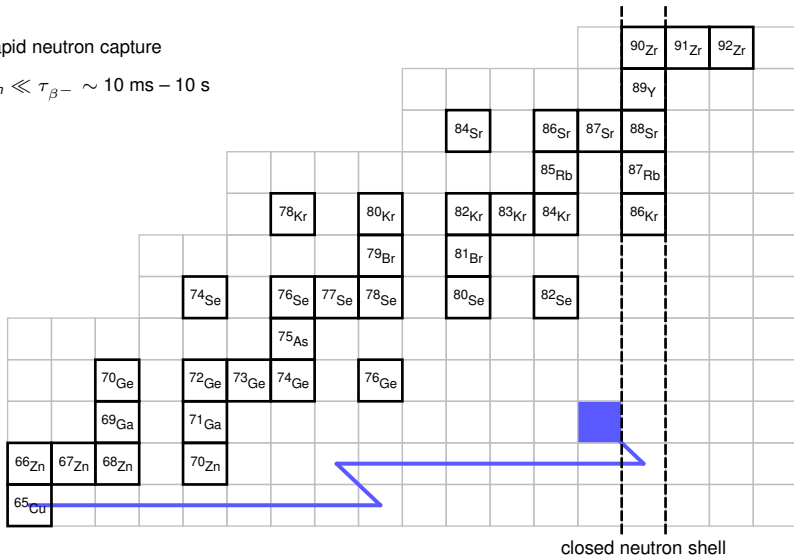 apid neutron capture
n ≪ τβ− ∼ 10 ms – 10 s
90Zr 91Zr 92Zr
89Y
84Sr 86Sr 87Sr 88Sr
85Rb 87Rb
78Kr 80Kr 82Kr 83Kr 84Kr 86Kr
79Br 81Br
74Se 76Se 77Se 78Se 80Se 82Se
75As
70Ge 72Ge 73Ge 74Ge 76Ge
69Ga 71Ga
66Zn 67Zn 68Zn 70Zn
65Cu
closed neutron shell